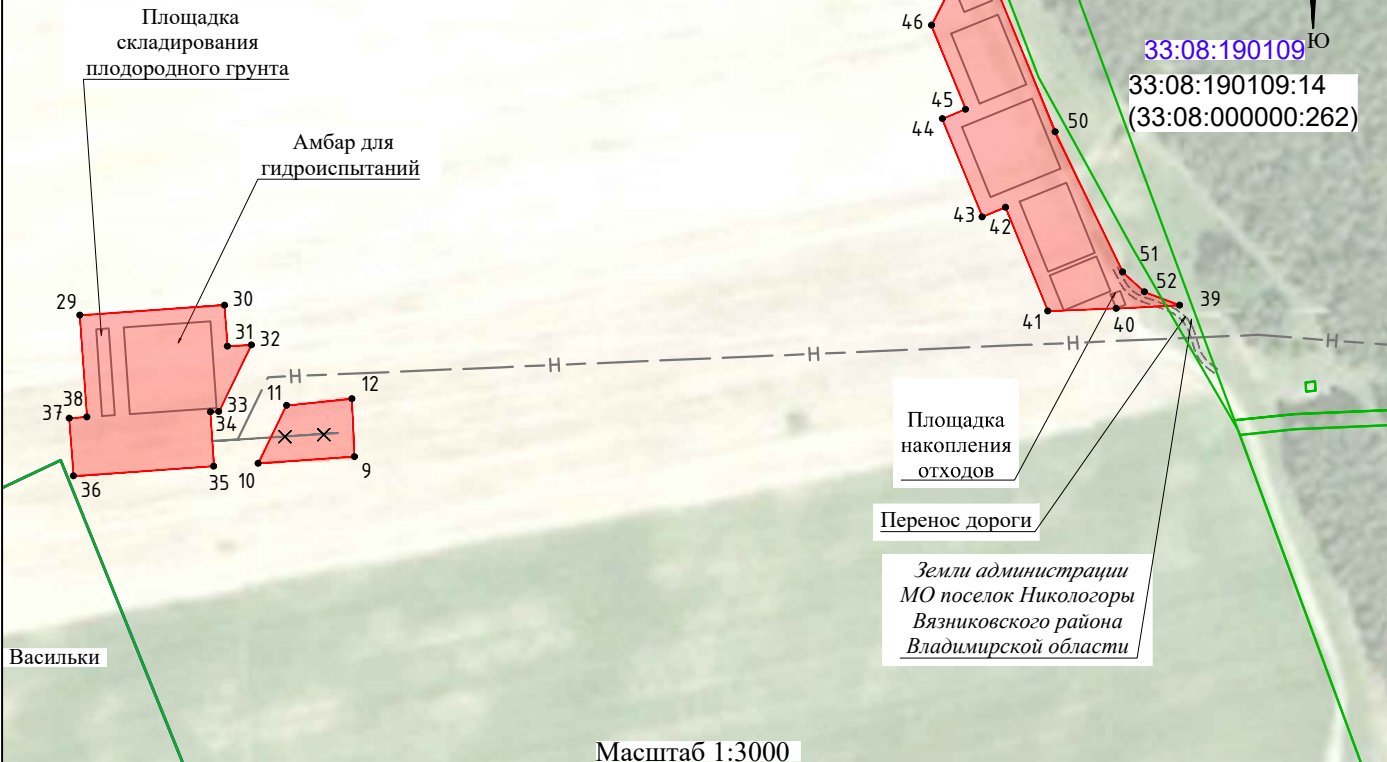 Площадка
складирования
плодородного грунта
Амбар для
гидроиспытаний
46
45
44
43
42
41
40
50
51
52
39
Ю
33:08:190109
33:08:190109:14
(33:08:000000:262)
29
30
31
32
33
34
35
36
37
38
11
12
10
9
Н
Н
Н
Н
Н
Площадка
накопления
отходов
Перенос дороги
Земли администрации
МО поселок Никологоры
Вязниковского района
Владимирской области
Васильки
Масштаб 1:3000